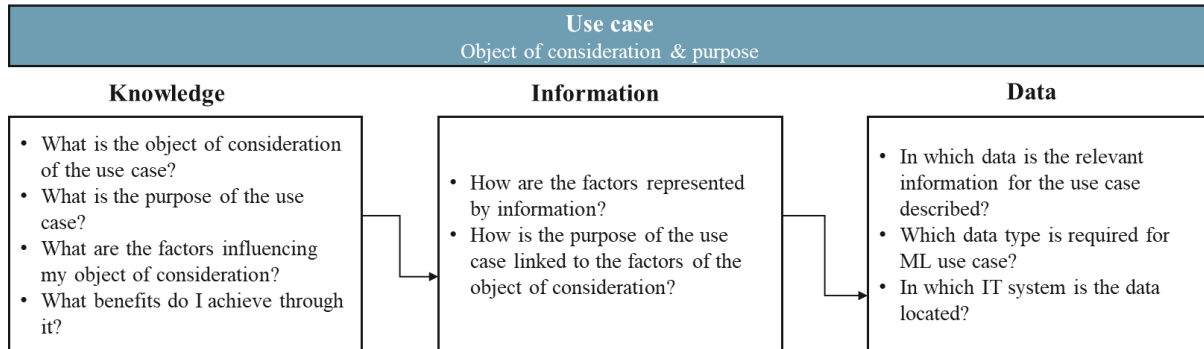 Use case
Object of consideration & purpose
Knowledge
• What is the object of consideration
of the use case?
• What is the purpose of the use
case?
• What are the factors influencing
my object of consideration?
• What benefits do I achieve through
it?
Information
• How are the factors represented
by information?
• How is the purpose of the use
case linked to the factors of the
object of consideration?
Data
• In which data is the relevant
information for the use case
described?
• Which data type is required for
ML use case?
• In which IT system is the data
located?